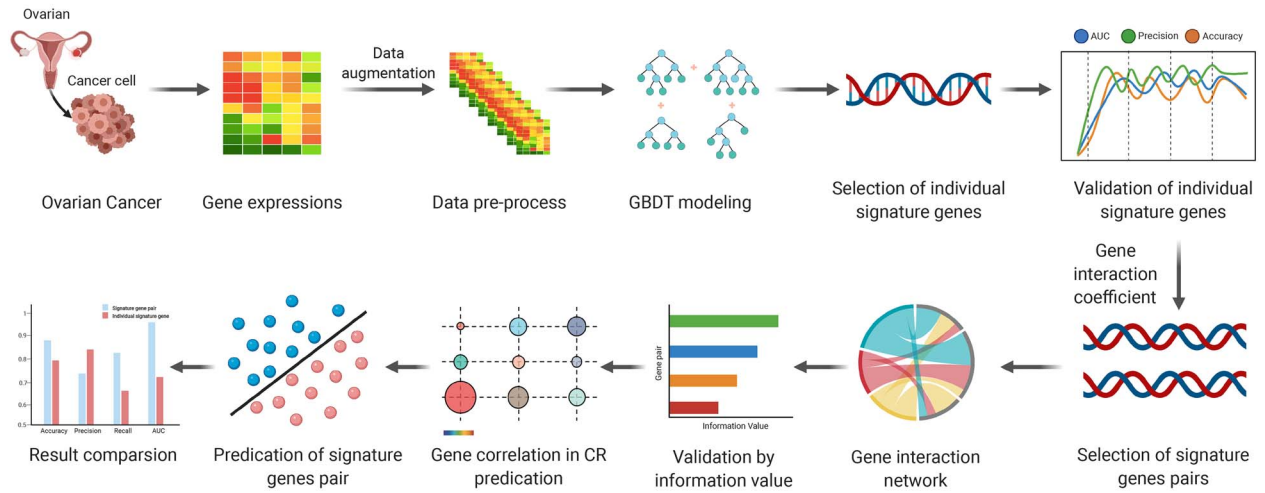 Ovarian
Cancer cell
Data
augmentation
AUC Precision Accuracy
Ovarian Cancer
Gene expressions
Data pre-process
GBDT modeling
Selection of individual
signature genes
Validation of individual
signature genes
Gene
interaction
coefficient
1
0.9
0.8
0.7
0.6
0.5
Signature gene pair
Individual signature gene
Accuracy Precision Recall AUC
Gene pair
Information Value
Result comparsion
Predication of signature
genes pair
Gene correlation in CR
predication
Validation by
information value
Gene interaction
network
Selection of signature
genes pairs